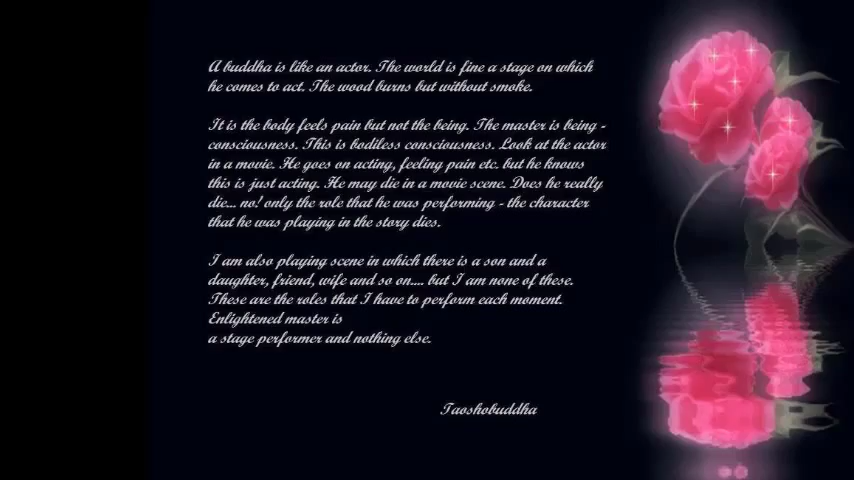 A buddha is like an actor. The world is fine a stage on which
he comes to act. The wood burns but without smoke.
It is the body feels pain but not the being. The master is being -
consciousness. This is bodiless consciousness. Look at the actor
in a movie. He goes on acting, feeling pain etc. but he knows
this is just acting. He may die in a movie scene. Does he really
die... no! only the role that he was performing - the character
that he was playing in the story dies.
I am also playing scene in which there is a son and a
daughter, friend, wife and so on.... but I am none of these.
These are the roles that I have to perform each moment.
Enlightened master is
a stage performer and nothing else.
Taoshobuddha